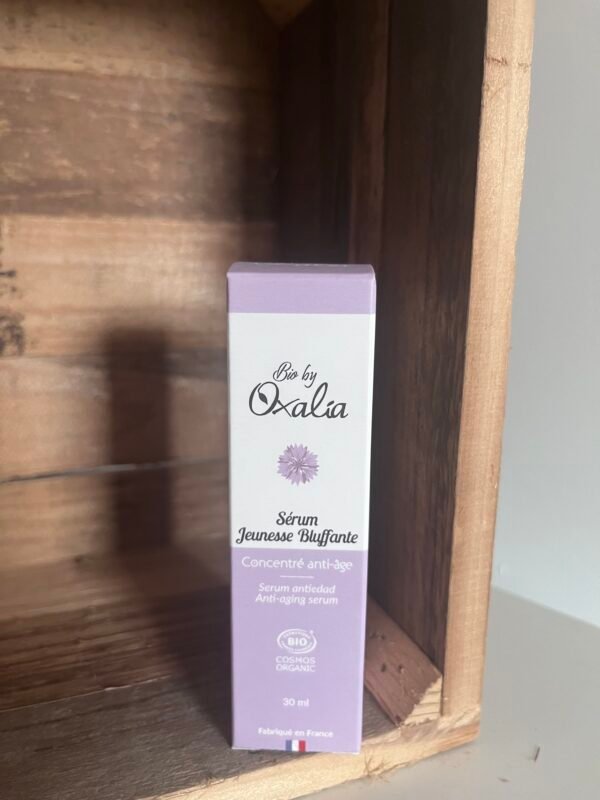 Bio by
Oxalia
Sérum
Jeunesse Bluffante
Concentré anti-âge
Serum antiedad
Anti-aging serum
BIO
COSMOS
ORGANIC
30 ml
Fabriqué en France